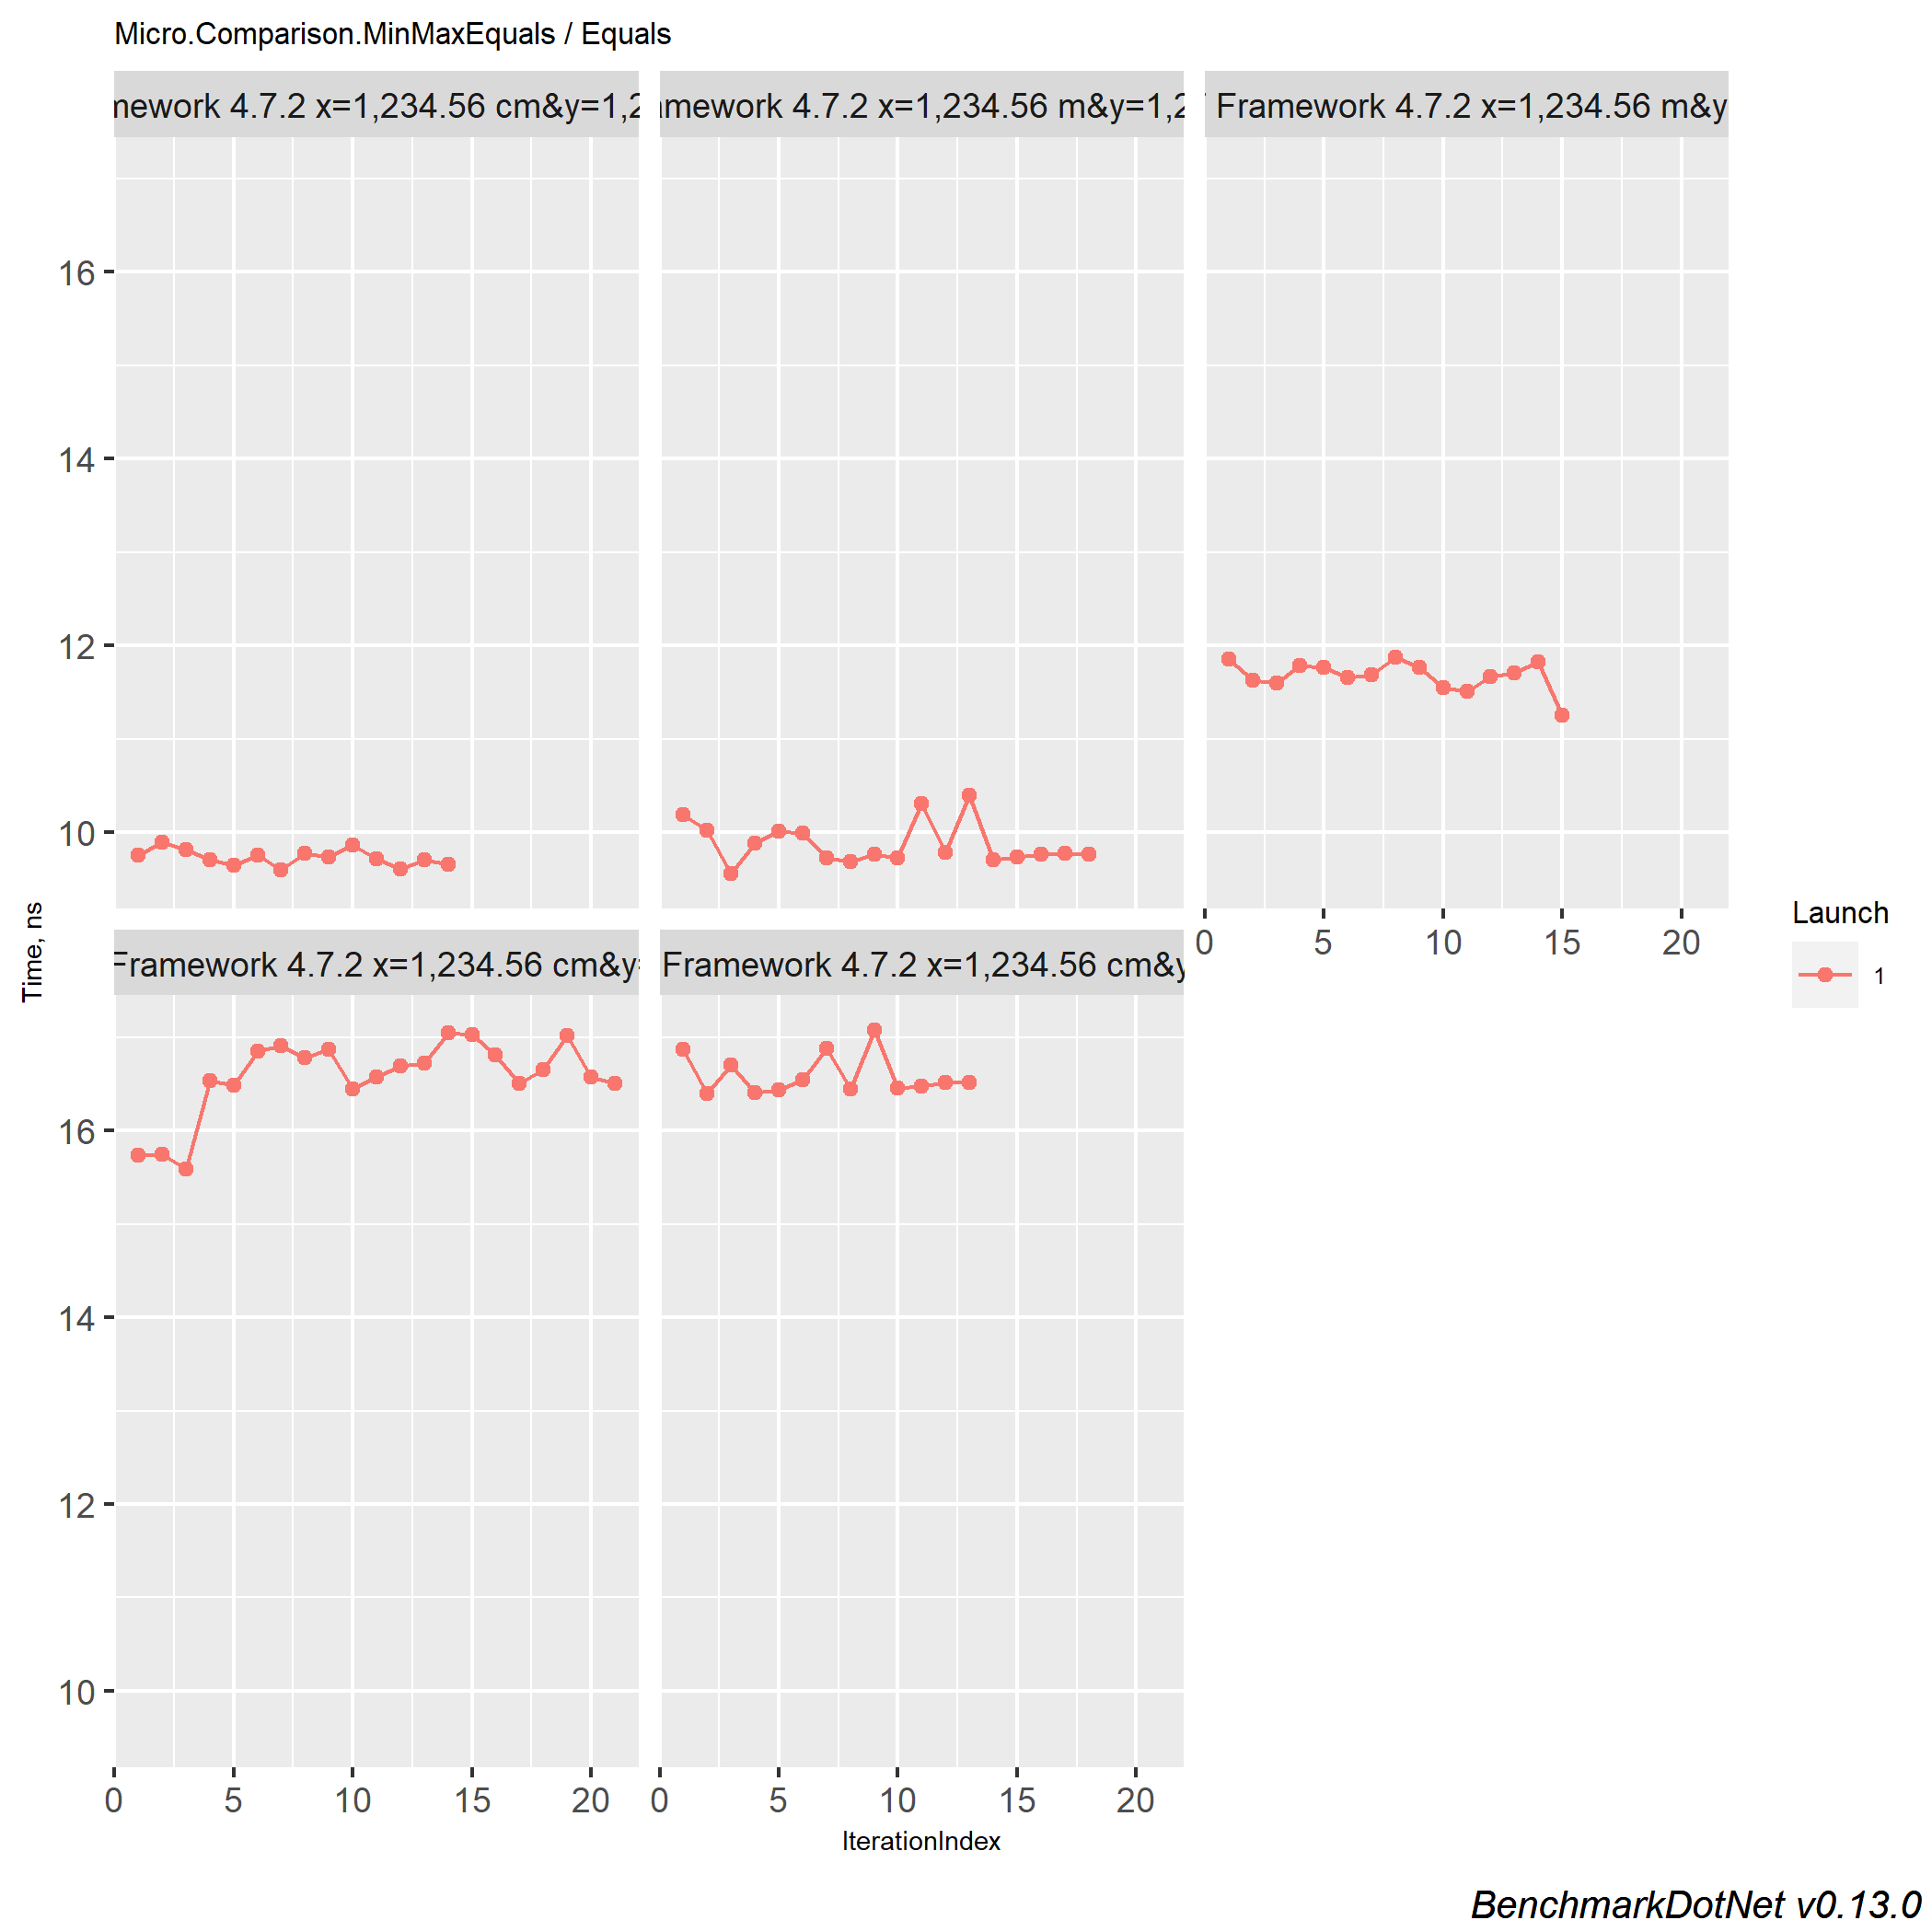 Micro.Comparison.MinMaxEquals / Equals
mework 4.7.2 x=1,234.56 cm&y=1,2
mework 4.7.2 x=1,234.56 m&y=1,2
Framework 4.7.2 x=1,234.56 m&y
16
14
12
10
0 5 10 15 20
Time, ns
Launch
1
Framework 4.7.2 x=1,234.56 cm&y=
Framework 4.7.2 x=1,234.56 cm&y
16
14
12
10
0 5 10 15 20
0 5 10 15 20
IterationIndex
BenchmarkDotNet v0.13.0